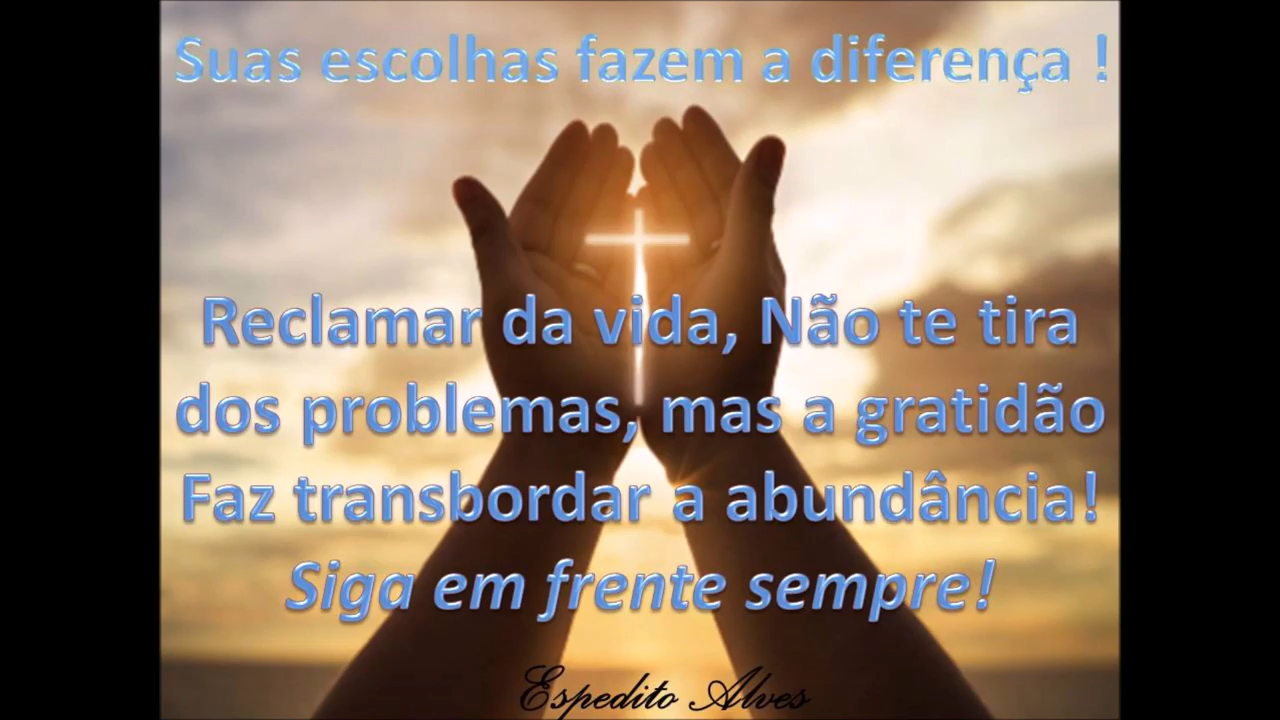 Suas escolhas fazem a diferença !
Reclamar da vida, Não te tira
dos problemas, mas a gratidão
Faz transbordar a abundância!
Siga em frente sempre!
Espedito Alves